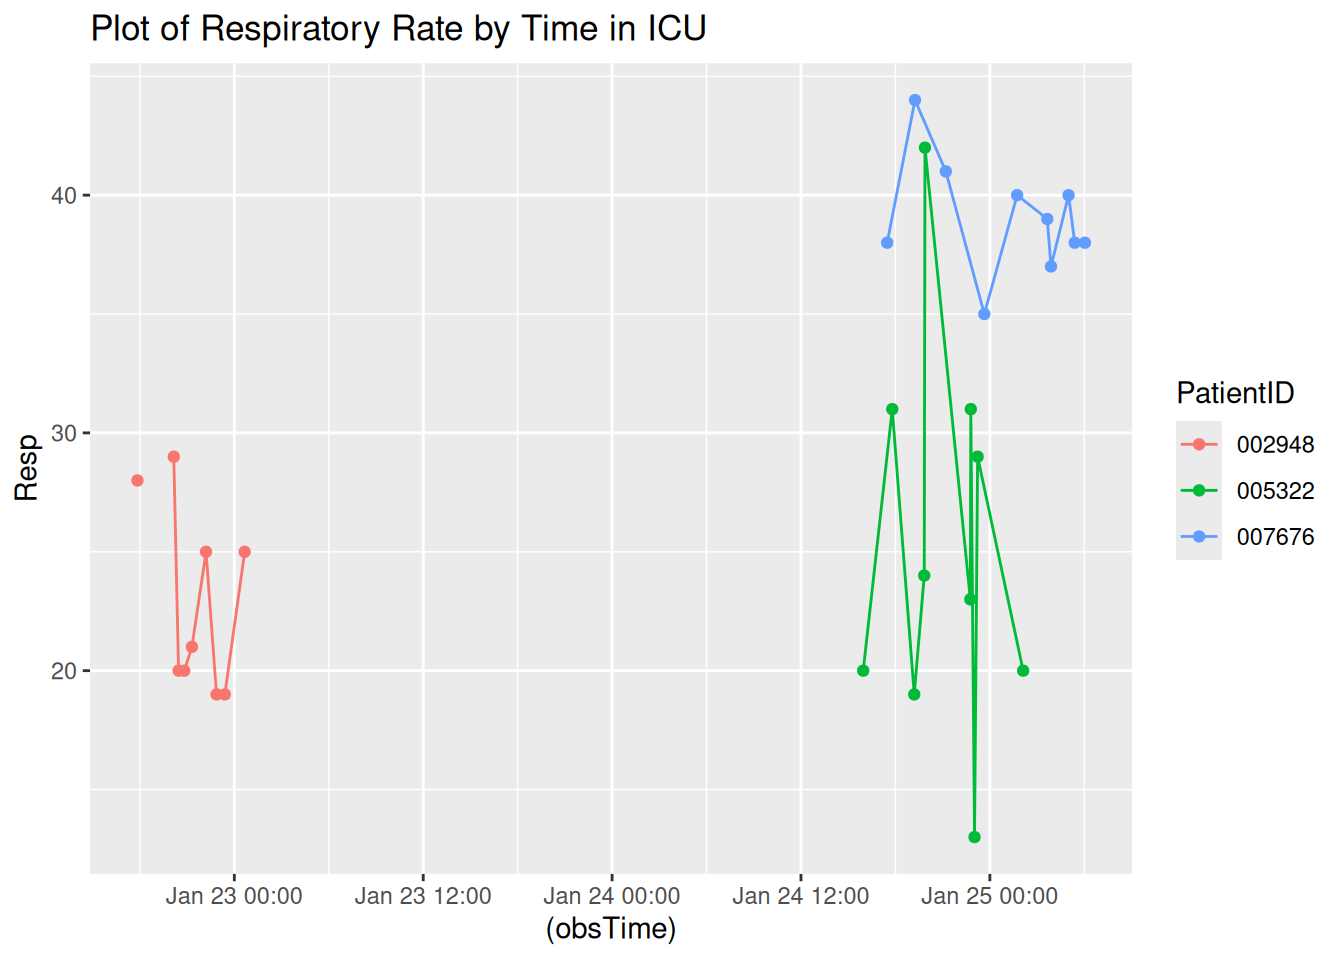 Plot of Respiratory Rate by Time in ICU
Resp
40
30
20
Jan 23 00:00 Jan 23 12:00 Jan 24 00:00 Jan 24 12:00 Jan 25 00:00
(obsTime)
PatientID
002948
005322
007676